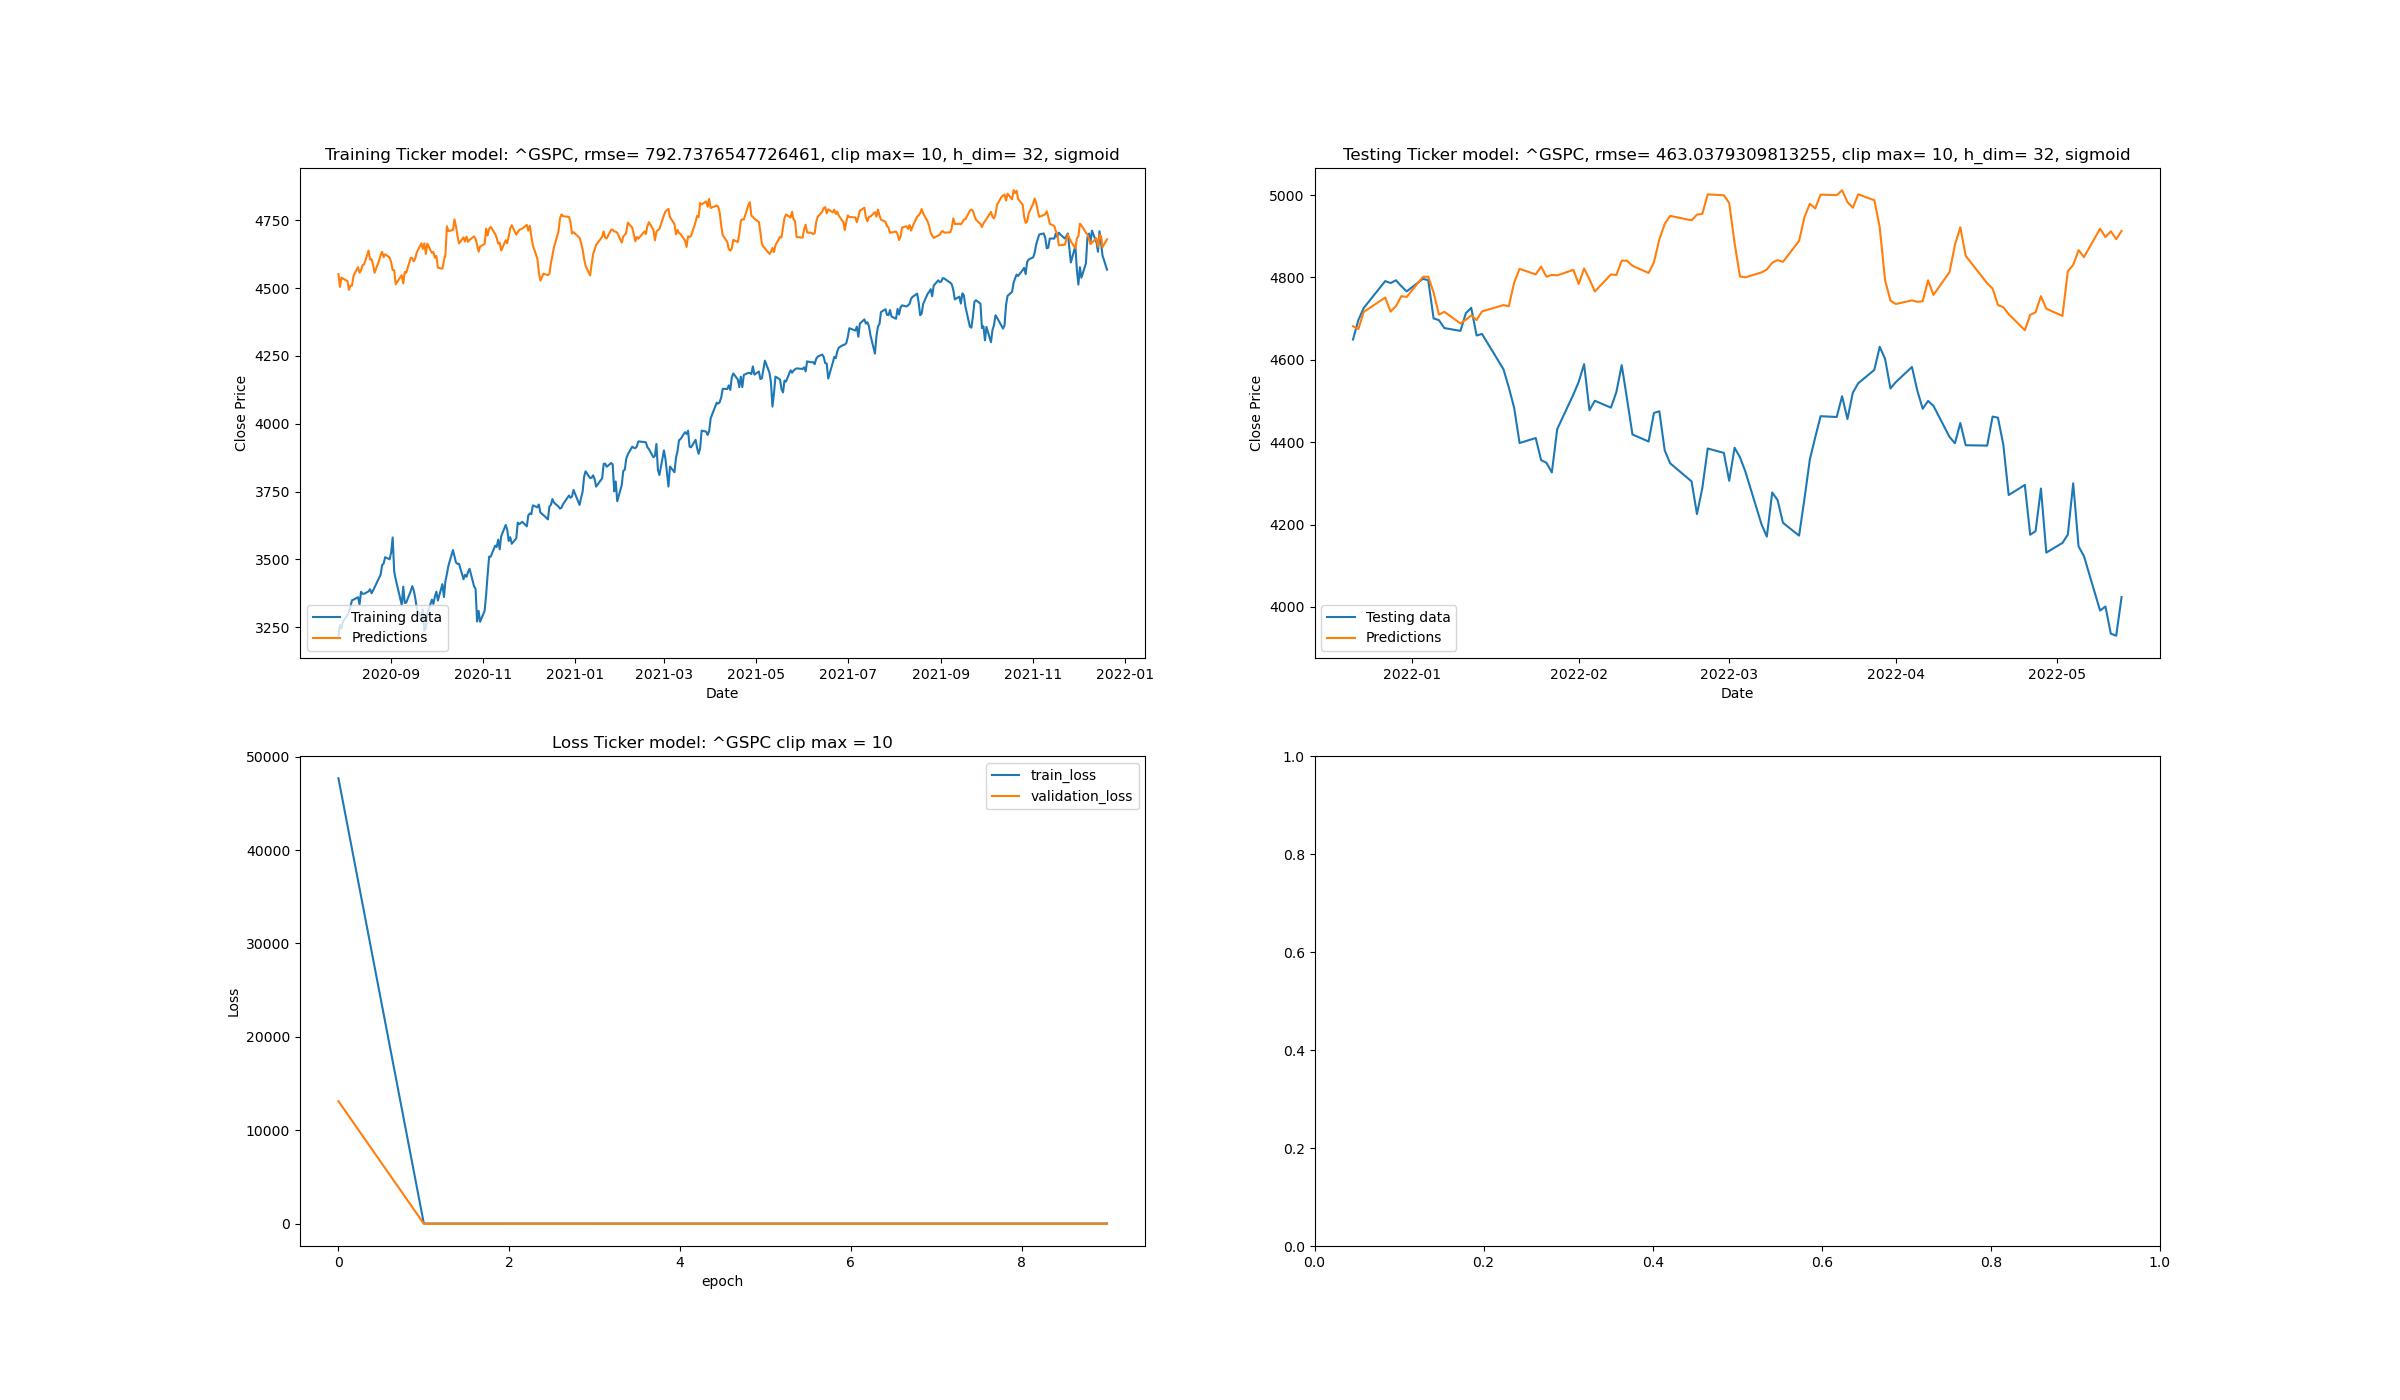 Training Ticker model: ^GSPC, rmse= 792.7376547726461, clip max= 10, h_dim= 32, sigmoid
4750
4500
4250
4000
3750
3500
3250
Close Price
Training data
Predictions
2020-09 2020-11 2021-01 2021-03 2021-05 2021-07 2021-09 2021-11 2022-01
Date
Testing Ticker model: ^GSPC, rmse= 463.0379309813255, clip max= 10, h_dim= 32, sigmoid
5000
4800
4600
4400
4200
4000
Close Price
Testing data
Predictions
2022-01 2022-02 2022-03 2022-04 2022-05
Date
Loss Ticker model: ^GSPC clip max = 10
50000
40000
30000
20000
10000
0
Loss
train_loss
validation_loss
0 2 4 6 8
epoch
1.0
0.8
0.6
0.4
0.2
0.0
0.0 0.2 0.4 0.6 0.8 1.0